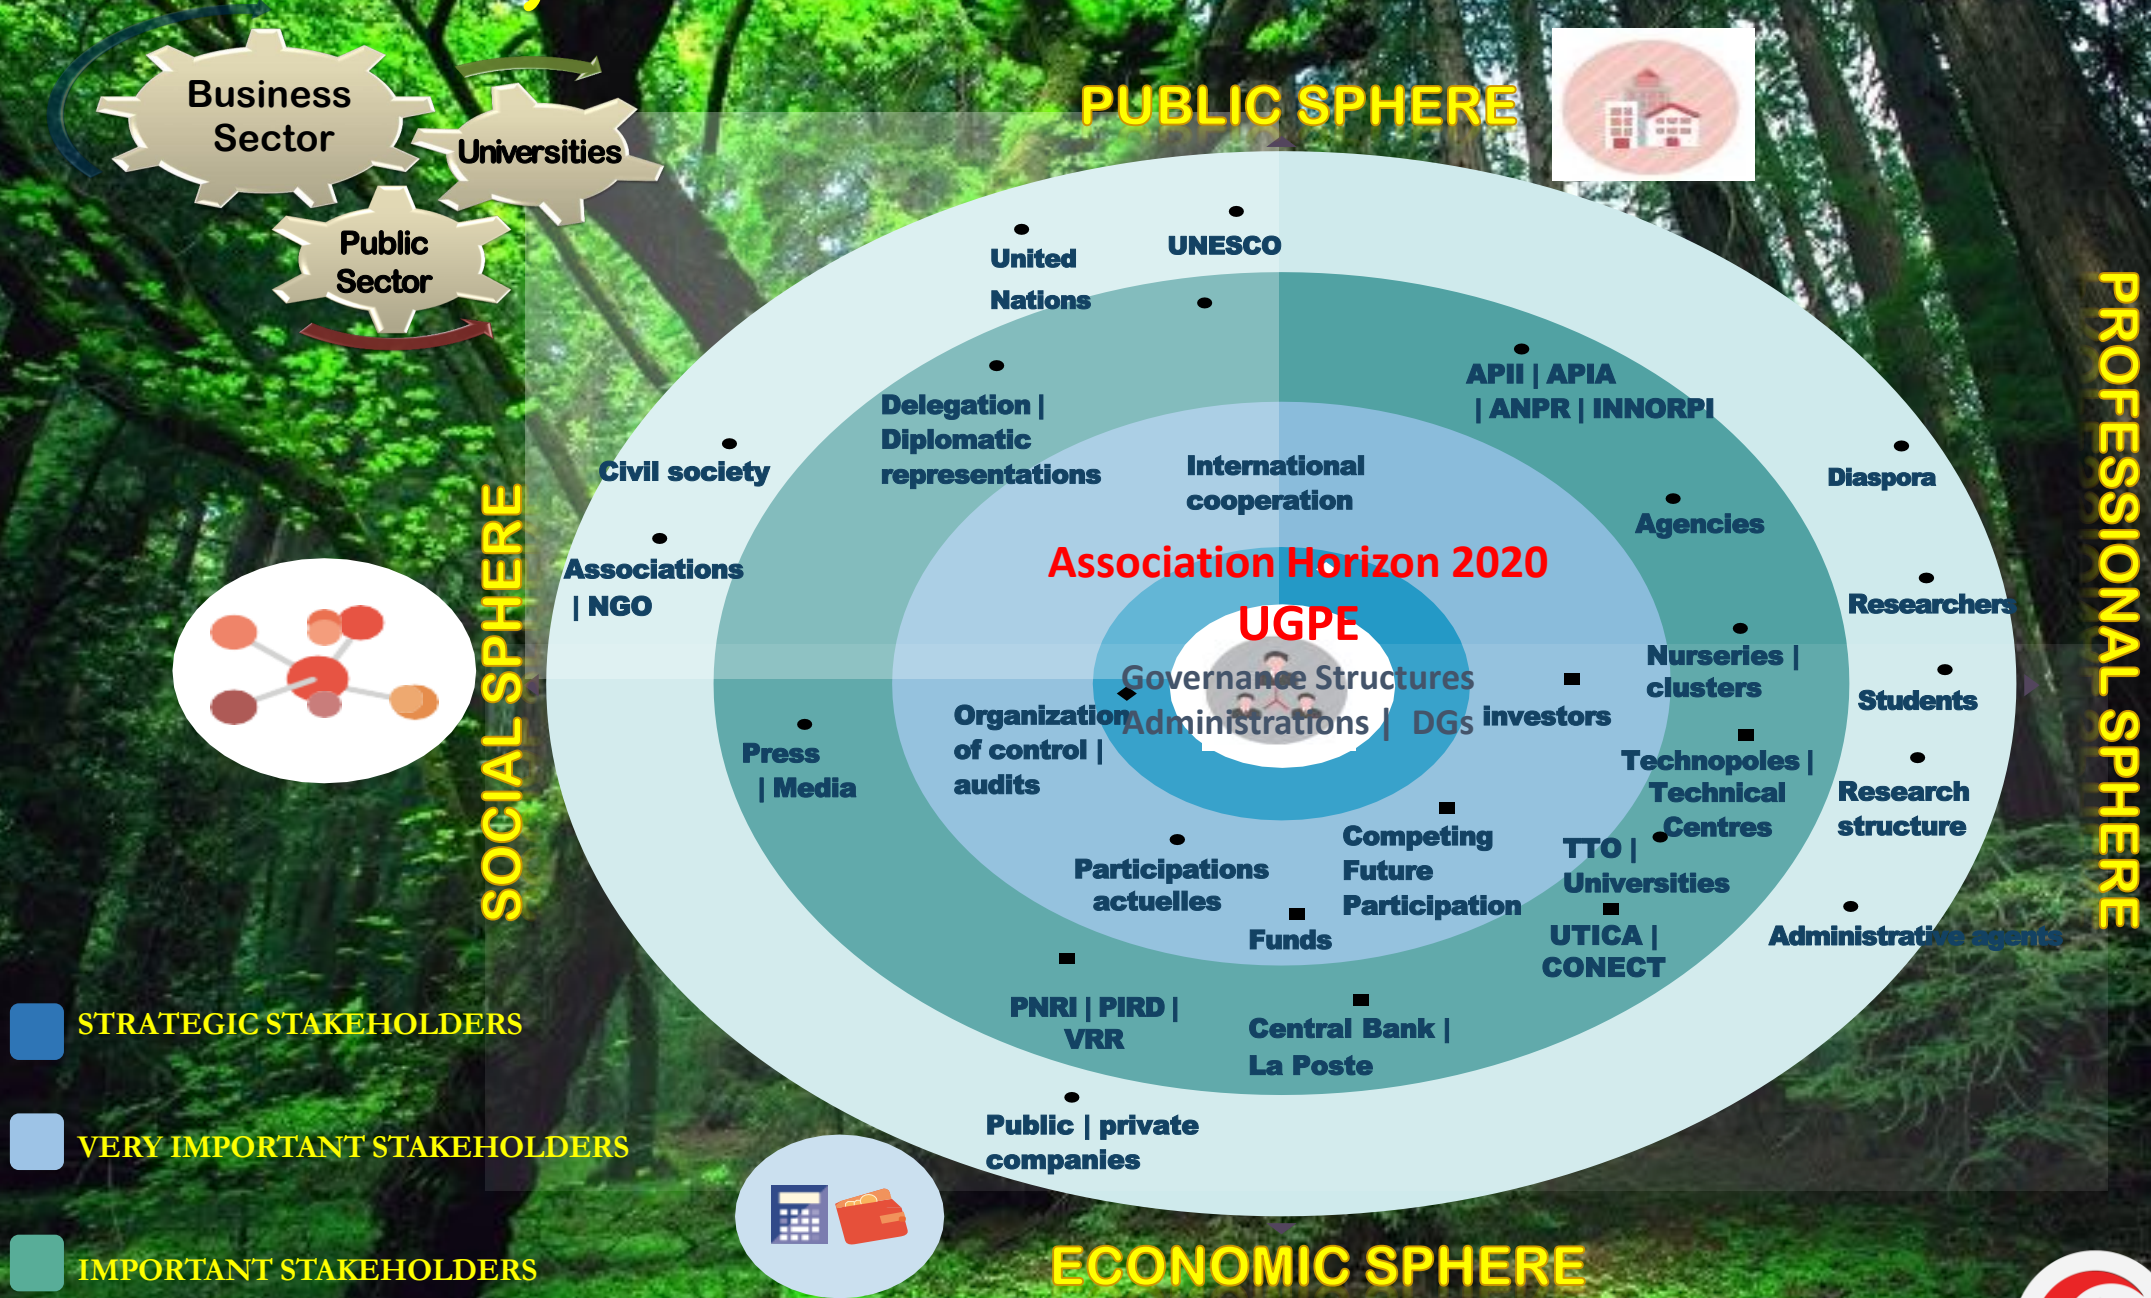 Business
Sector
Universities
Public
Sector
PUBLIC SPHERE
United
Nations
UNESCO
APII | APIA
| ANPR | INNORPI
Delegation |
Diplomatic
representations
International
cooperation
Civil society
Associations
| NGO
Diaspora
Agencies
Researchers
Association Horizon 2020
UGPE
Governance Structures
Administrations | DGs
SOCIAL SPHERE
PROFESSIONAL SPHERE
Nurseries |
clusters
Students
investors
Organization
of control |
audits
Press
| Media
Technopoles |
Technical
Centres
Research
structure
Competing
Future
Participation
TTO |
Universities
Participations
actuelles
Funds
UTICA |
CONECT
Administrative agents
PNRI | PIRD |
VRR
Central Bank |
La Poste
Public | private
companies
STRATEGIC STAKEHOLDERS
VERY IMPORTANT STAKEHOLDERS
IMPORTANT STAKEHOLDERS
ECONOMIC SPHERE